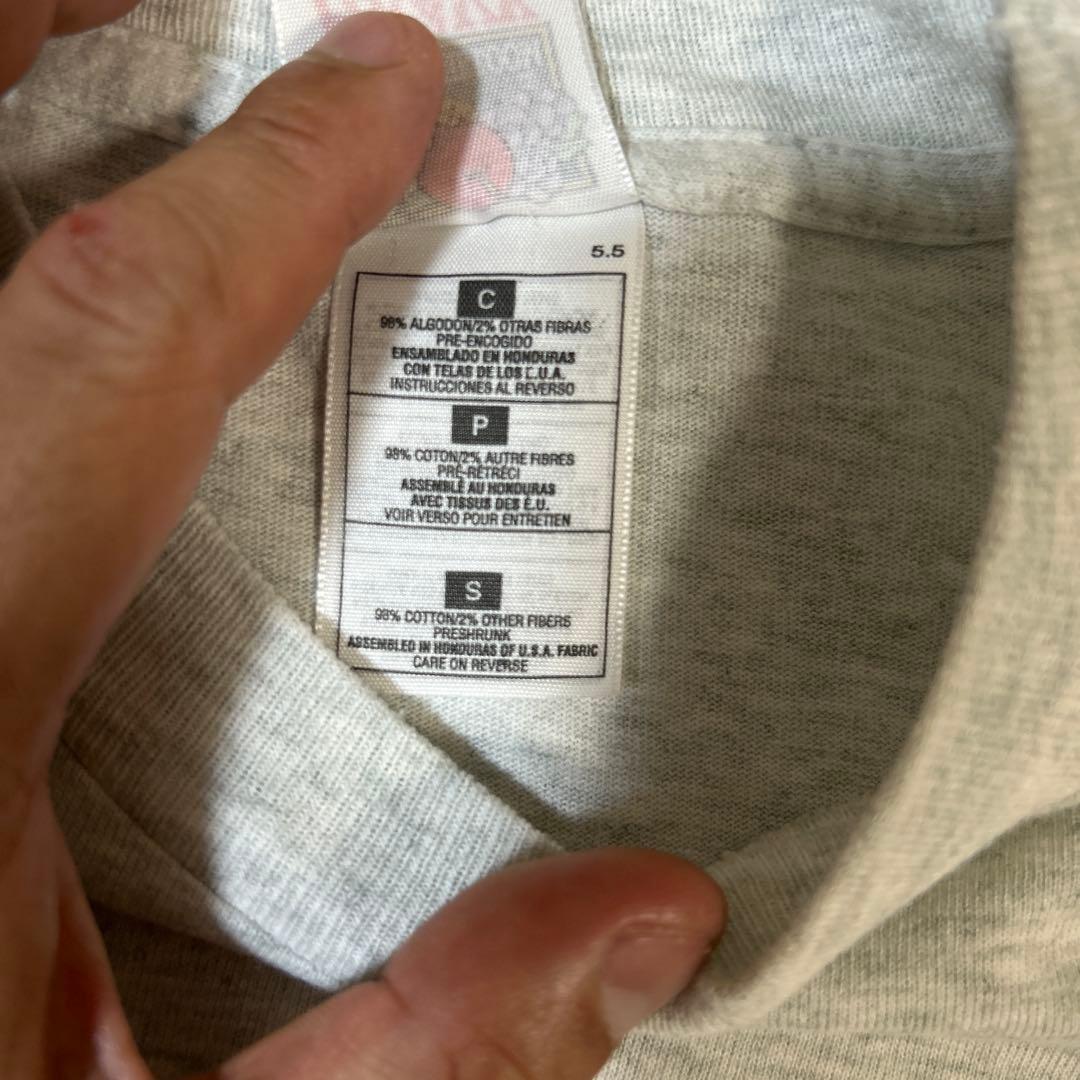 5.5
C
98% ALGODON/2% OTRAS FIBRAS
PRE-ENCOGIDO
ENSAMBLADO EN HONDURAS
CON TELAS DE LOS E.U.A.
INSTRUCCIONES AL REVERSO
P
98% COTON/2% AUTRE FIBRES
PRÉ-RÉTRÉCI
ASSEMBLÉ AU HONDURAS
AVEC TISSUS DES É.U.
VOIR VERSO POUR ENTRETIEN
S
98% COTTON/2% OTHER FIBERS
PRESHRUNK
ASSEMBLED IN HONDURAS OF U.S.A. FABRIC
CARE ON REVERSE